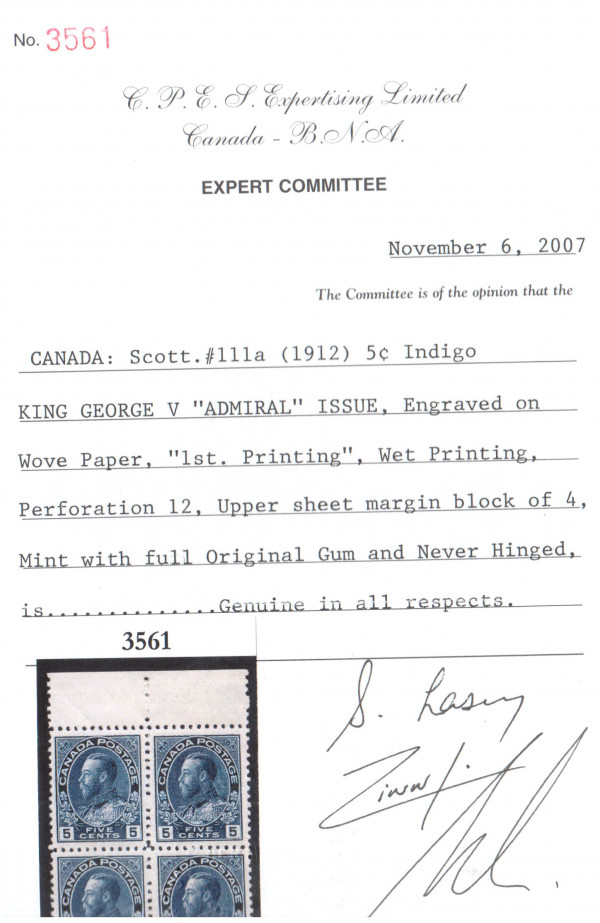 No. 3561
C. P. E. S. Expertising Limited
Canada - B.N.A.
EXPERT COMMITTEE
November 6, 2007
The Committee is of the opinion that the
CANADA: Scott.#111a (1912) 5¢ Indigo
KING GEORGE V "ADMIRAL" ISSUE, Engraved on
Wove Paper, "1st. Printing", Wet Printing,
Perforation 12, Upper sheet margin block of 4,
Mint with full Original Gum and Never Hinged,
is..............Genuine in all respects.
3561
S. Lasery
CANADA POSTAGE CANADA POSTAGE
5 FIVE CENTS 5 5 FIVE CENTS 5
CANADA POSTAGE CANADA POSTAGE